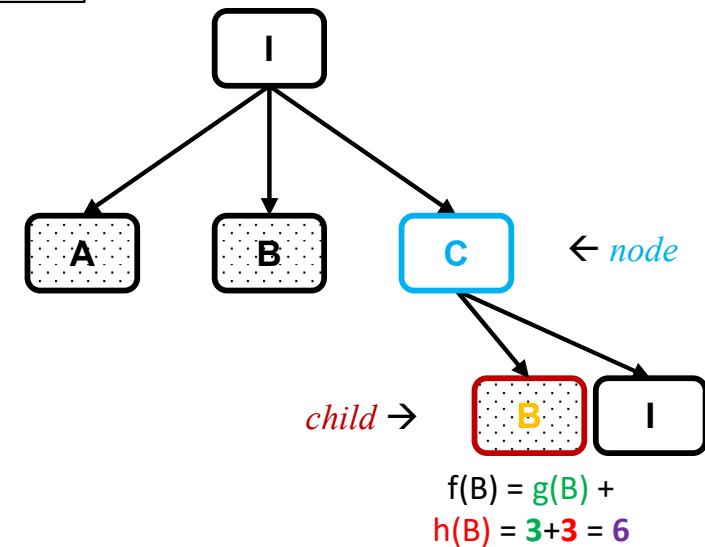 I
A B C ← node
child → B I
f(B) = g(B) +
h(B) = 3+3 = 6